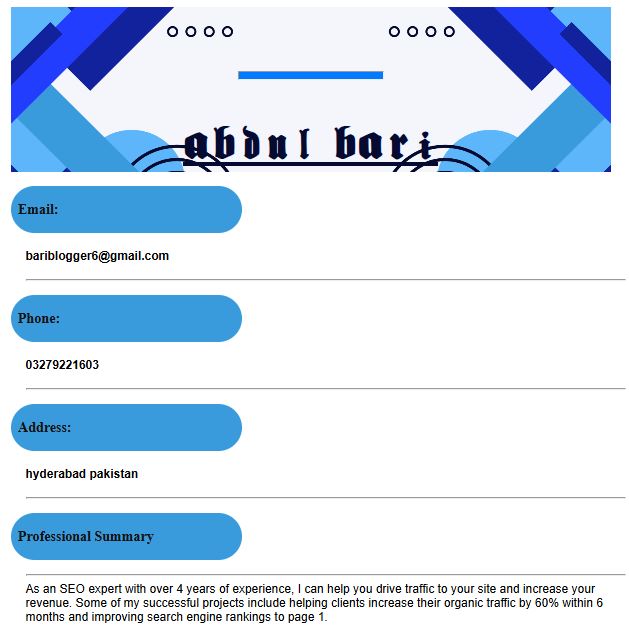 abdul bari
Email:
bariblogger6@gmail.com
Phone:
03279221603
Address:
hyderabad pakistan
Professional Summary
As an SEO expert with over 4 years of experience, I can help you drive traffic to your site and increase your
revenue. Some of my successful projects include helping clients increase their organic traffic by 60% within 6
months and improving search engine rankings to page 1.